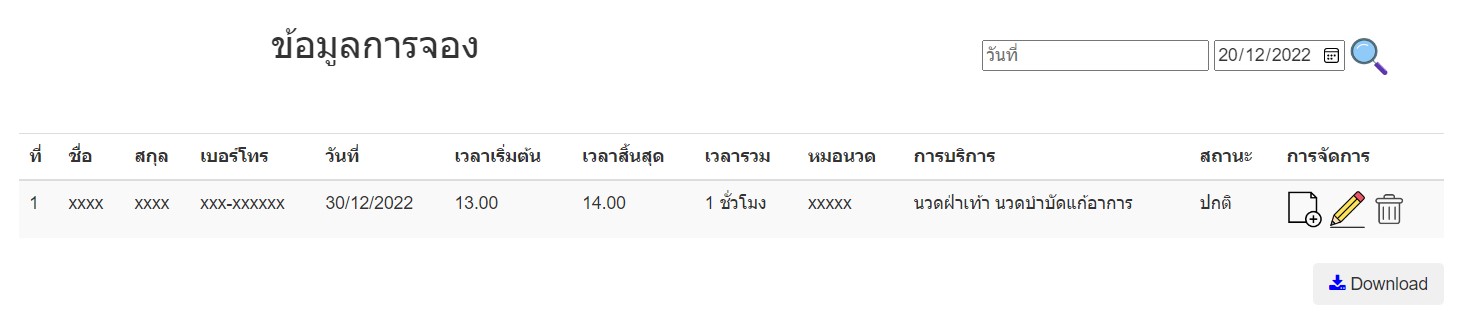 ข้อมูลการจอง
วันที่ 20/12/2022
ที่ ชื่อ สกุล เบอร์โทร วันที่ เวลาเริ่มต้น เวลาสิ้นสุด เวลารวม หมอนวด การบริการ สถานะ การจัดการ
1 xxxx xxxx xxx-xxxxxx 30/12/2022 13.00 14.00 1 ชั่วโมง xxxxx นวดฝ่าเท้า นวดบำบัดแก้อาการ ปกติ
Download